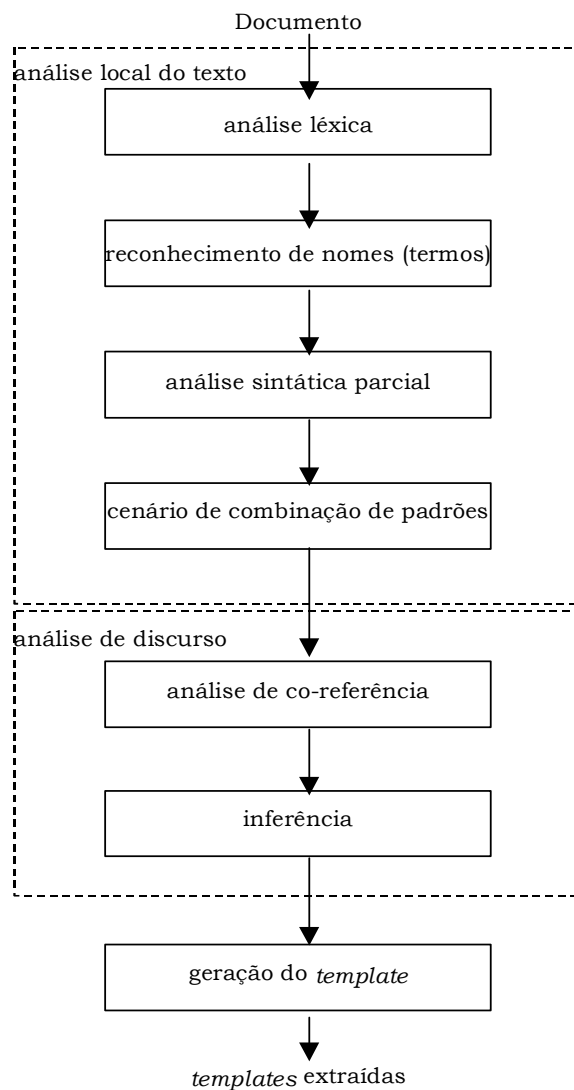 Documento
análise local do texto
análise léxica
reconhecimento de nomes (termos)
análise sintática parcial
cenário de combinação de padrões
análise de discurso
análise de co-referência
inferência
geração do template
templates extraídas